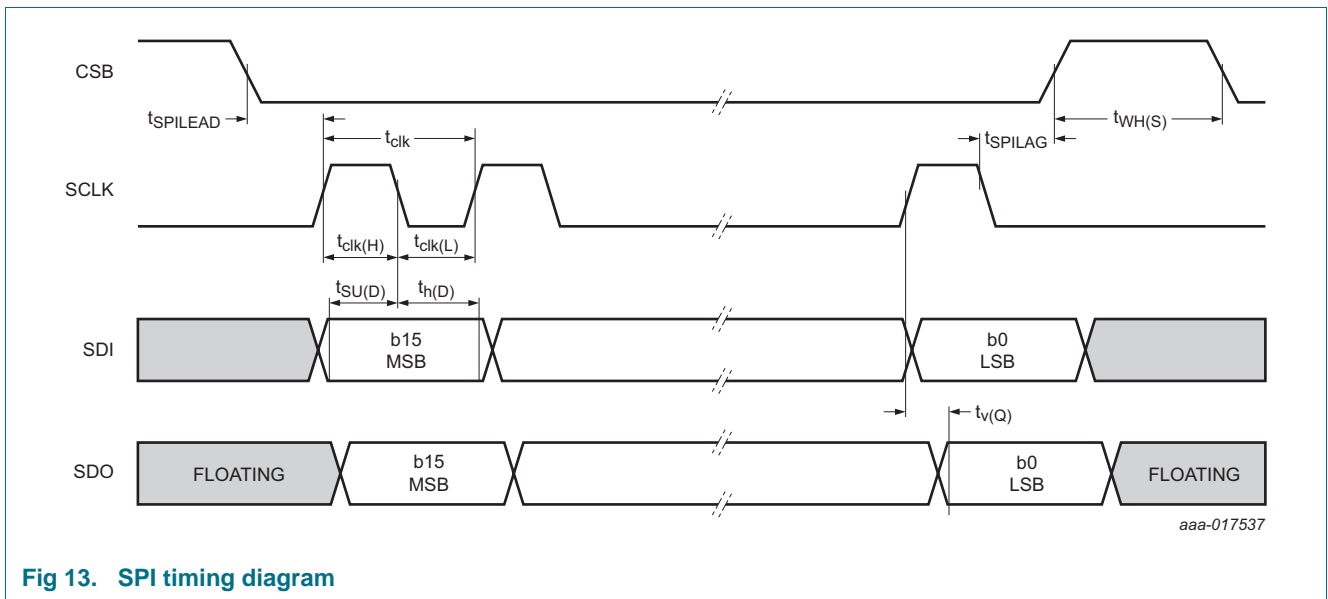 CSB
tSPILEAD
tclk
tSPILAG
tWH(S)
SCLK
tclk(H)
tclk(L)
tSU(D)
th(D)
SDI
b15
MSB
b0
LSB
tv(Q)
SDO
FLOATING
b15
MSB
b0
LSB
FLOATING
aaa-017537
Fig 13. SPI timing diagram